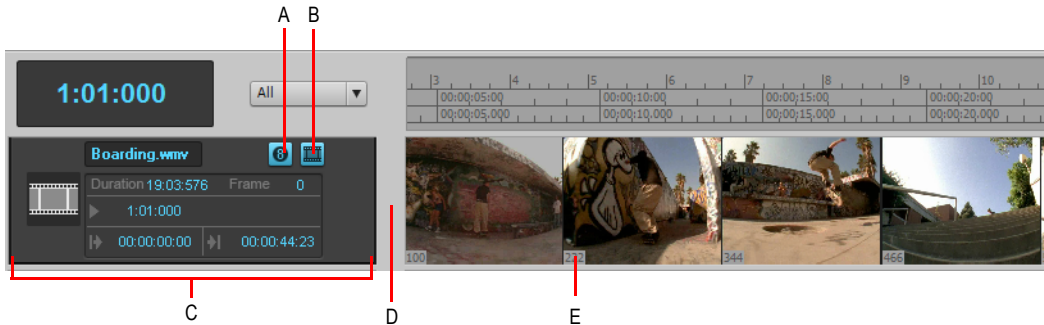 A B
1:01:000
All
3 4 5 6 7 8 9 10
00:00;05:00 00:00;10:00 00:00;15:00 00:00;20:00
00:00;05.000 00:00;10,000 00:00;15,000 00:00;20,000
Boarding.wmv 8
Duration 19:03:576 Frame 0
1:01:000
00:00:00:00 00:00:44:23
100 222 344 466
C D E